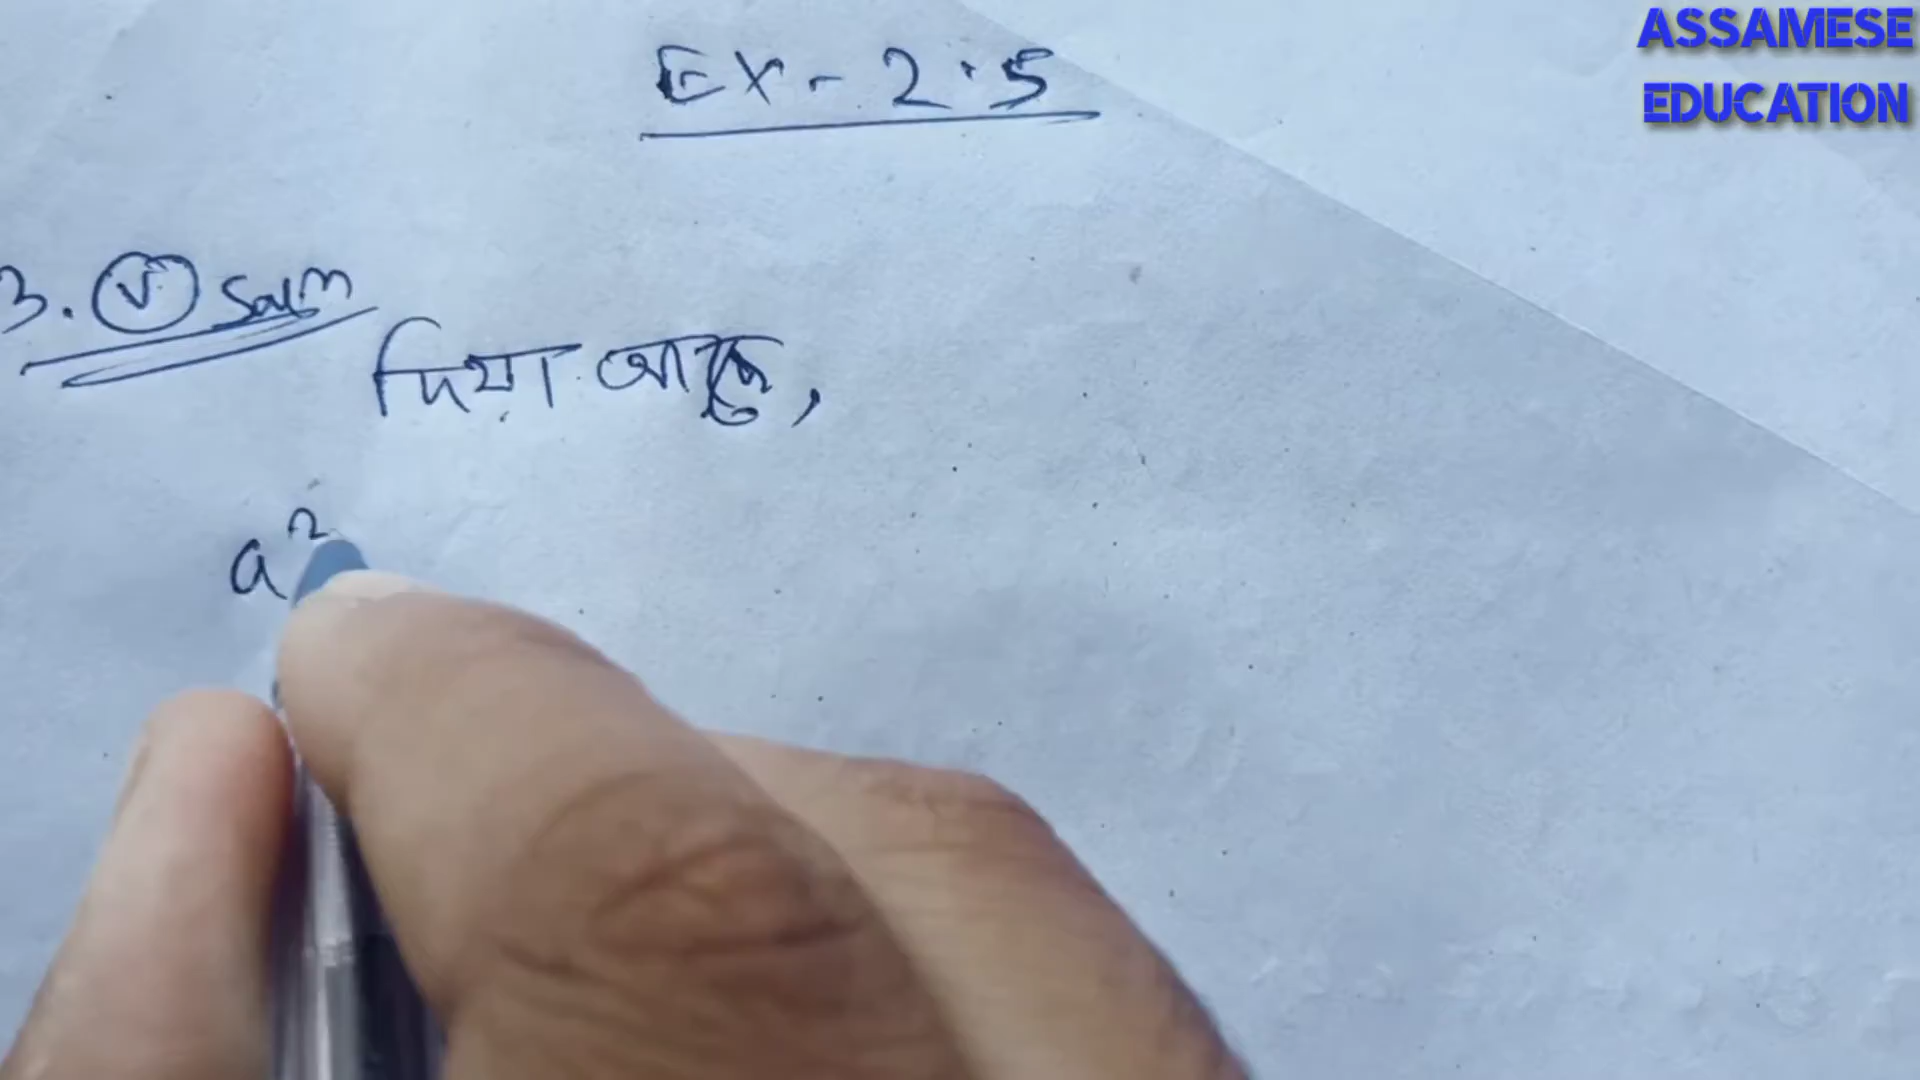 ASSAMESE
EDUCATION
Ex - 2.5
3. (v) Soln
দিয়া আছে,
a²